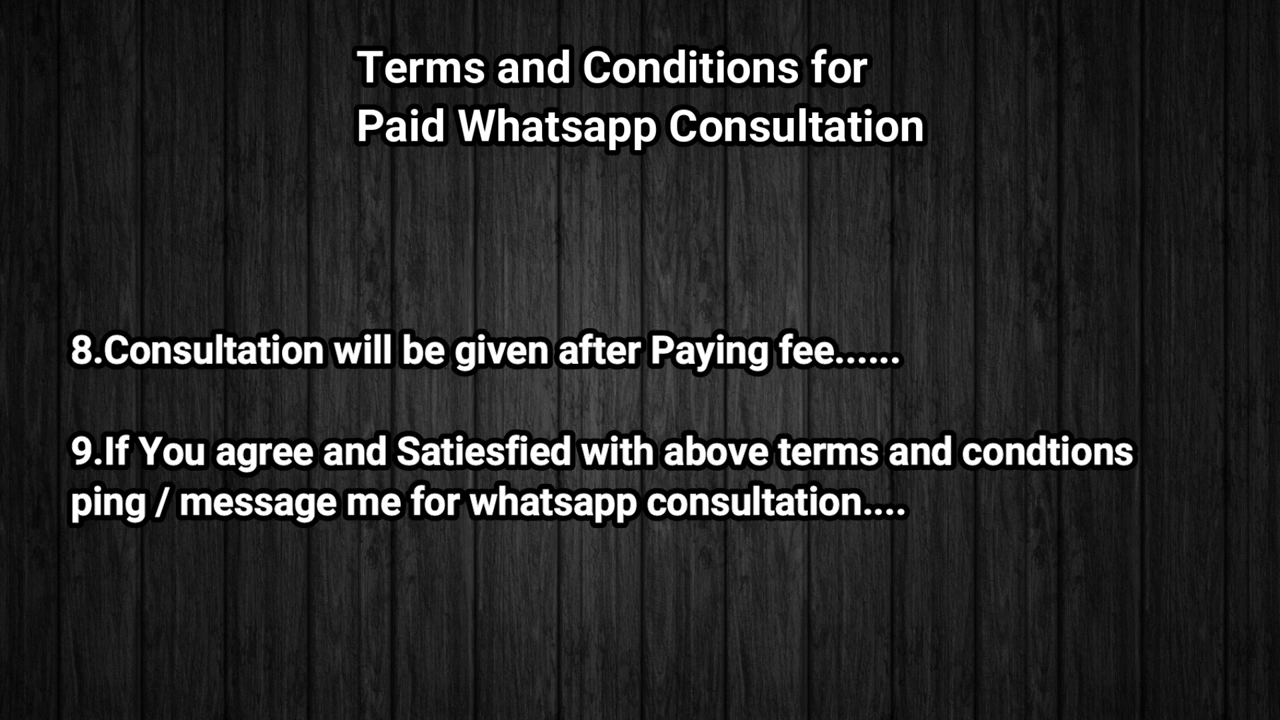 Terms and Conditions for
Paid Whatsapp Consultation
8.Consultation will be given after Paying fee......
9.If You agree and Satiesfied with above terms and condtions
ping / message me for whatsapp consultation....